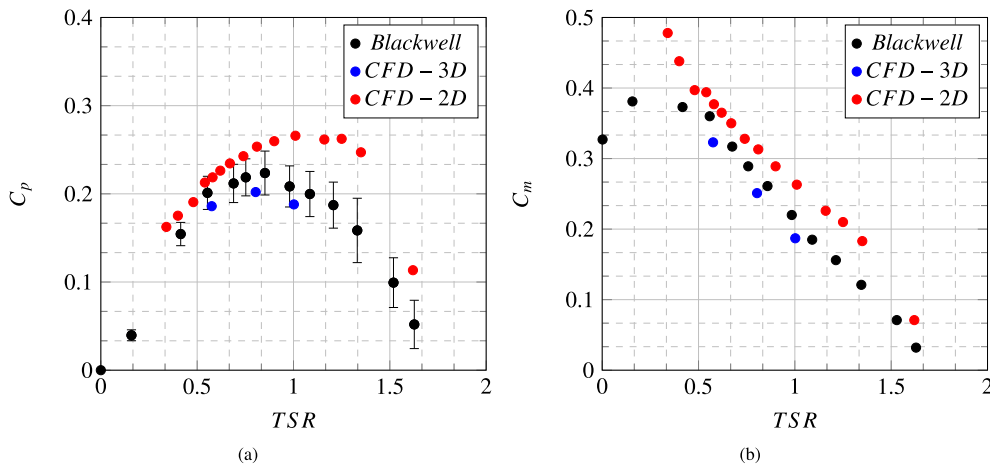 0.4
0.3
0.2
0.1
0
C_p
0 0.5 1 1.5 2
TSR
Blackwell
CFD − 3D
CFD − 2D
(a)
0.5
0.4
0.3
0.2
0.1
0
C_m
0 0.5 1 1.5 2
TSR
Blackwell
CFD − 3D
CFD − 2D
(b)